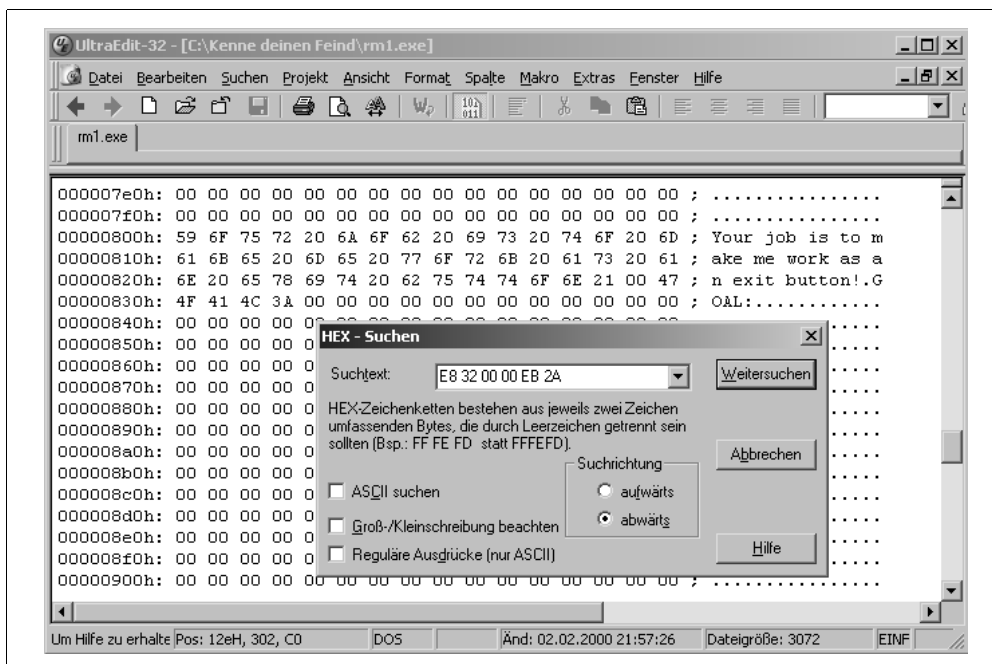 UltraEdit-32 - [C:\Kenne deinen Feind\rm1.exe]
Datei Bearbeiten Suchen Projekt Ansicht Format Spalte Makro Extras Fenster Hilfe
rm1.exe
000007e0h: 00 00 00 00 00 00 00 00 00 00 00 00 00 00 00 00 ; ................
000007f0h: 00 00 00 00 00 00 00 00 00 00 00 00 00 00 00 00 ; ................
00000800h: 59 6F 75 72 20 6A 6F 62 20 69 73 20 74 6F 20 6D ; Your job is to m
00000810h: 61 6B 65 20 6D 65 20 77 6F 72 6B 20 61 73 20 61 ; ake me work as a
00000820h: 6E 20 65 78 69 74 20 62 75 74 74 6F 6E 21 00 47 ; n exit button!.G
00000830h: 4F 41 4C 3A 00 00 00 00 00 00 00 00 00 00 00 00 ; OAL:............
00000840h: 00 00 00 00
00000850h: 00 00 00 00
00000860h: 00 00 00 00
00000870h: 00 00 00 00
00000880h: 00 00 00 00
00000890h: 00 00 00 00
000008a0h: 00 00 00 00
000008b0h: 00 00 00 00
000008c0h: 00 00 00 00
000008d0h: 00 00 00 00
000008e0h: 00 00 00 00
000008f0h: 00 00 00 00
00000900h: 00 00 00 00 00 00 00 00 00 00 00 00 00 00 00 00 ; ................
HEX - Suchen
Suchtext: E8 32 00 00 EB 2A
Weitersuchen
HEX-Zeichenketten bestehen aus jeweils zwei Zeichen
umfassenden Bytes, die durch Leerzeichen getrennt sein
sollten (Bsp.: FF FE FD statt FFFEFD).
Abbrechen
Suchrichtung
ASCII suchen
aufwärts
Groß-/Kleinschreibung beachten
abwärts
Reguläre Ausdrücke (nur ASCII)
Hilfe
Um Hilfe zu erhalte Pos: 12eH, 302, C0 DOS Änd: 02.02.2000 21:57:26 Dateigröße: 3072 EINF